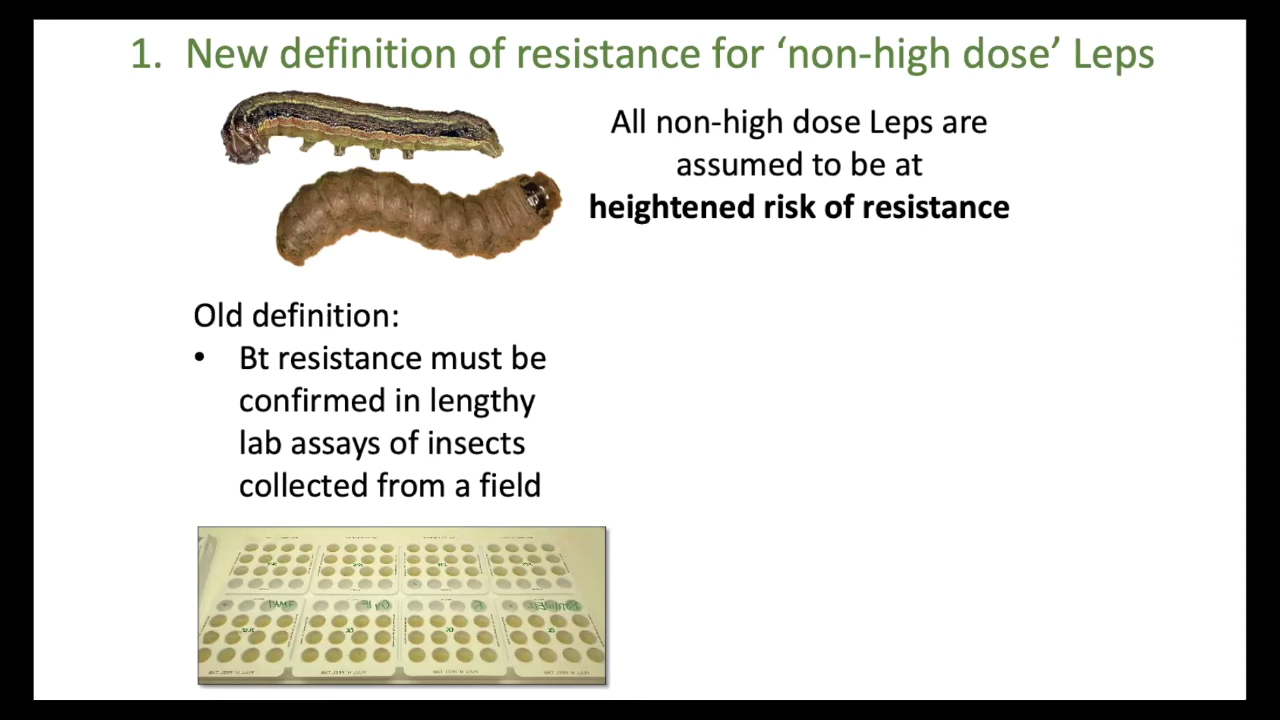 1. New definition of resistance for ‘non-high dose’ Leps
All non-high dose Leps are
assumed to be at
heightened risk of resistance
Old definition:
• Bt resistance must be
confirmed in lengthy
lab assays of insects
collected from a field